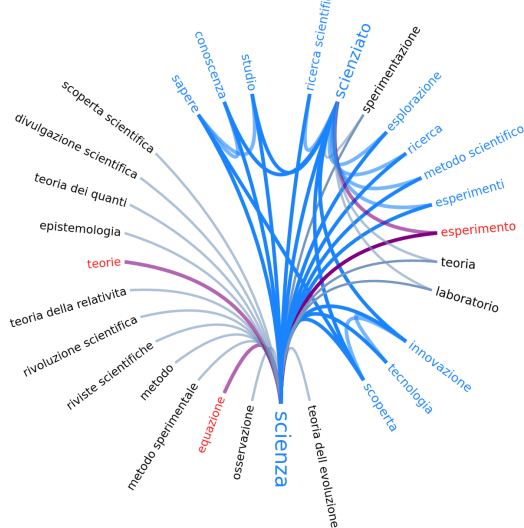 ricerca scientifi
scienziato
sperimentazione
esplorazione
ricerca
metodo scientifico
esperimenti
esperimento
teoria
laboratorio
innovazione
tecnologia
scoperta
teoria dell evoluzione
scienza
osservazione
equazione
metodo sperimentale
metodo
riviste scientifiche
rivoluzione scientifica
teoria della relativita
teorie
epistemologia
teoria dei quanti
divulgazione scientifica
scoperta scientifica
sapere
conoscenza
studio